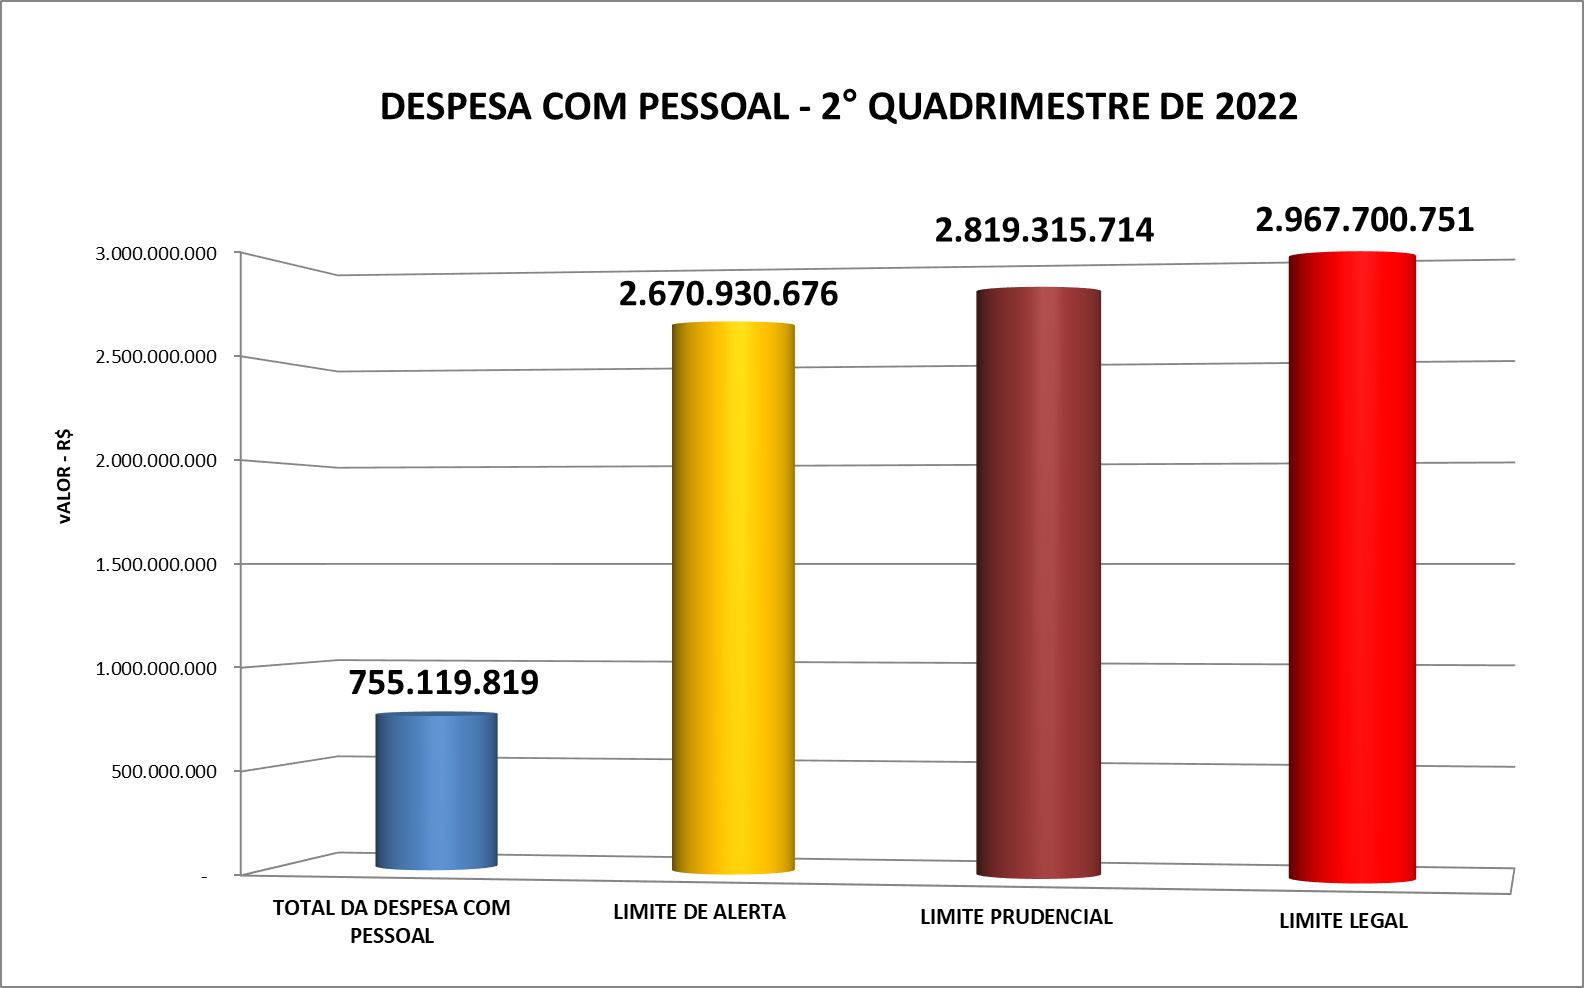 DESPESA COM PESSOAL - 2° QUADRIMESTRE DE 2022
vALOR - R$
3.000.000.000
2.500.000.000
2.000.000.000
1.500.000.000
1.000.000.000
500.000.000
-
755.119.819
2.670.930.676
2.819.315.714
2.967.700.751
TOTAL DA DESPESA COM
PESSOAL
LIMITE DE ALERTA
LIMITE PRUDENCIAL
LIMITE LEGAL